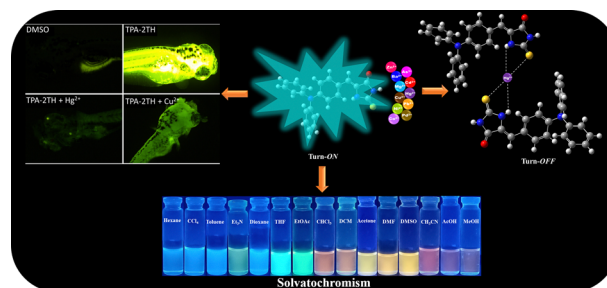 DMSO
TPA-2TH
TPA-2TH + Hg²⁺
TPA-2TH + Cu²⁺
Turn-ON
Turn-OFF
Hexane CCl₄ Toluene Et₃N Dioxane THF EtOAc CHCl₃ DCM Acetone DMF DMSO CH₃CN AcOH MeOH
Solvatochromism